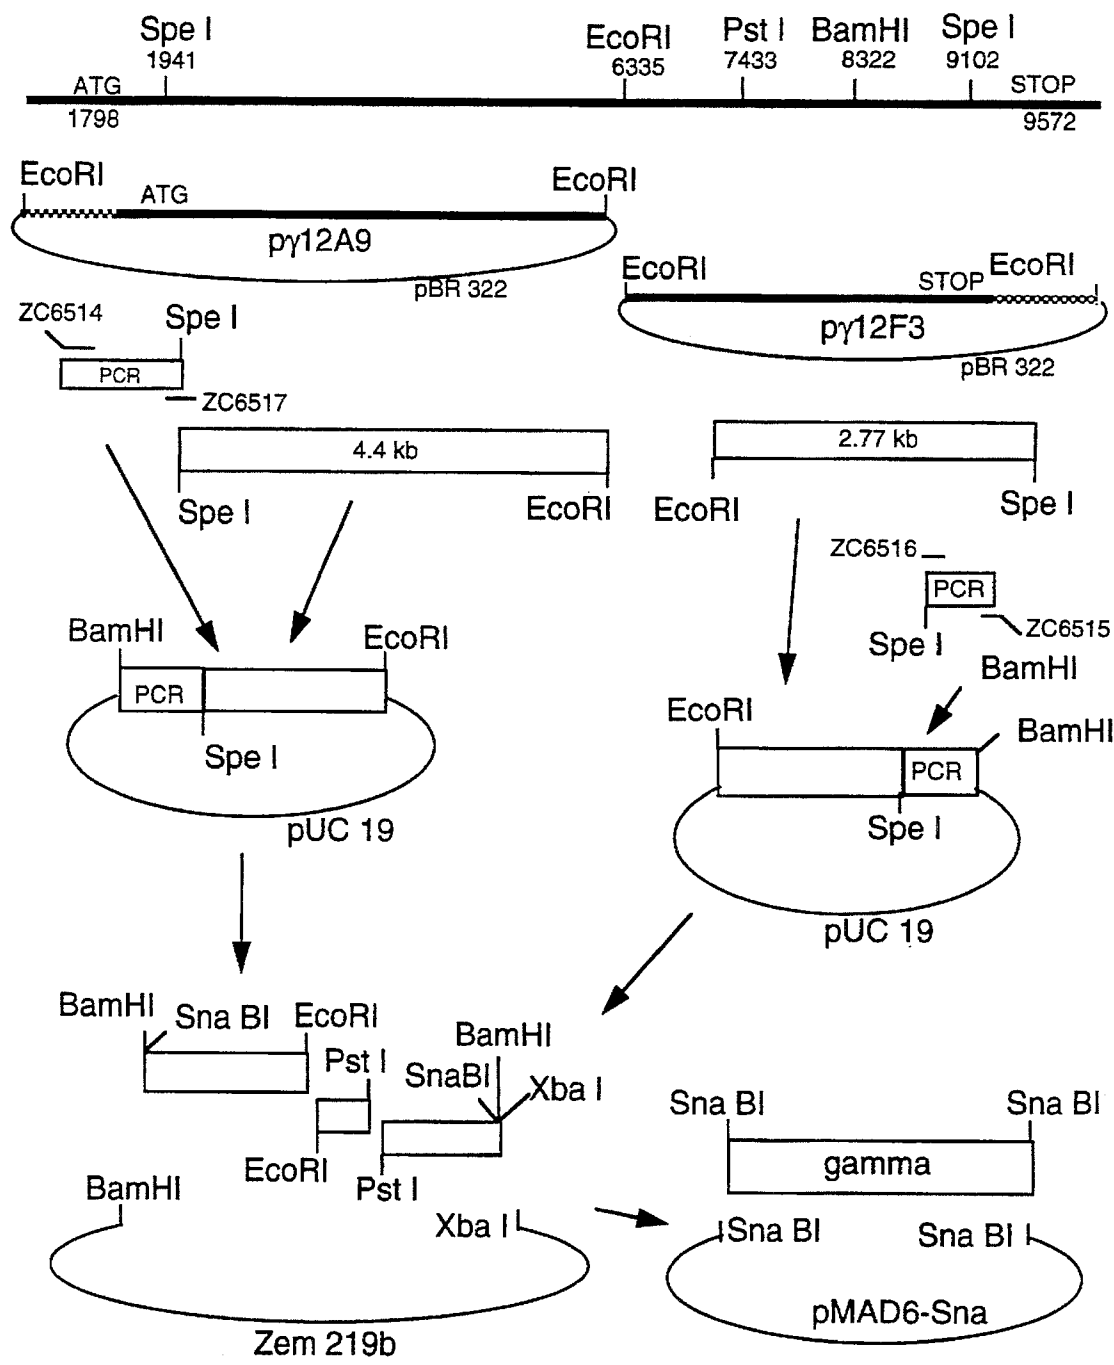 Spe I
1941
EcoRI
6335
Pst I
7433
BamHI
8322
Spe I
9102
ATG
1798
STOP
9572
EcoRI
ATG
EcoRI
pγ12A9
pBR 322
EcoRI
STOP
EcoRI
pγ12F3
pBR 322
ZC6514
Spe I
PCR
ZC6517
4.4 kb
Spe I
EcoRI
2.77 kb
EcoRI
Spe I
ZC6516
PCR
Spe I
ZC6515
BamHI
BamHI
EcoRI
PCR
Spe I
pUC 19
EcoRI
BamHI
PCR
Spe I
pUC 19
BamHI
Sna BI
EcoRI
Pst I
EcoRI
BamHI
SnaBI
Xba I
Pst I
BamHI
Xba I
Zem 219b
Sna BI
Sna BI
gamma
Sna BI
Sna BI
pMAD6-Sna